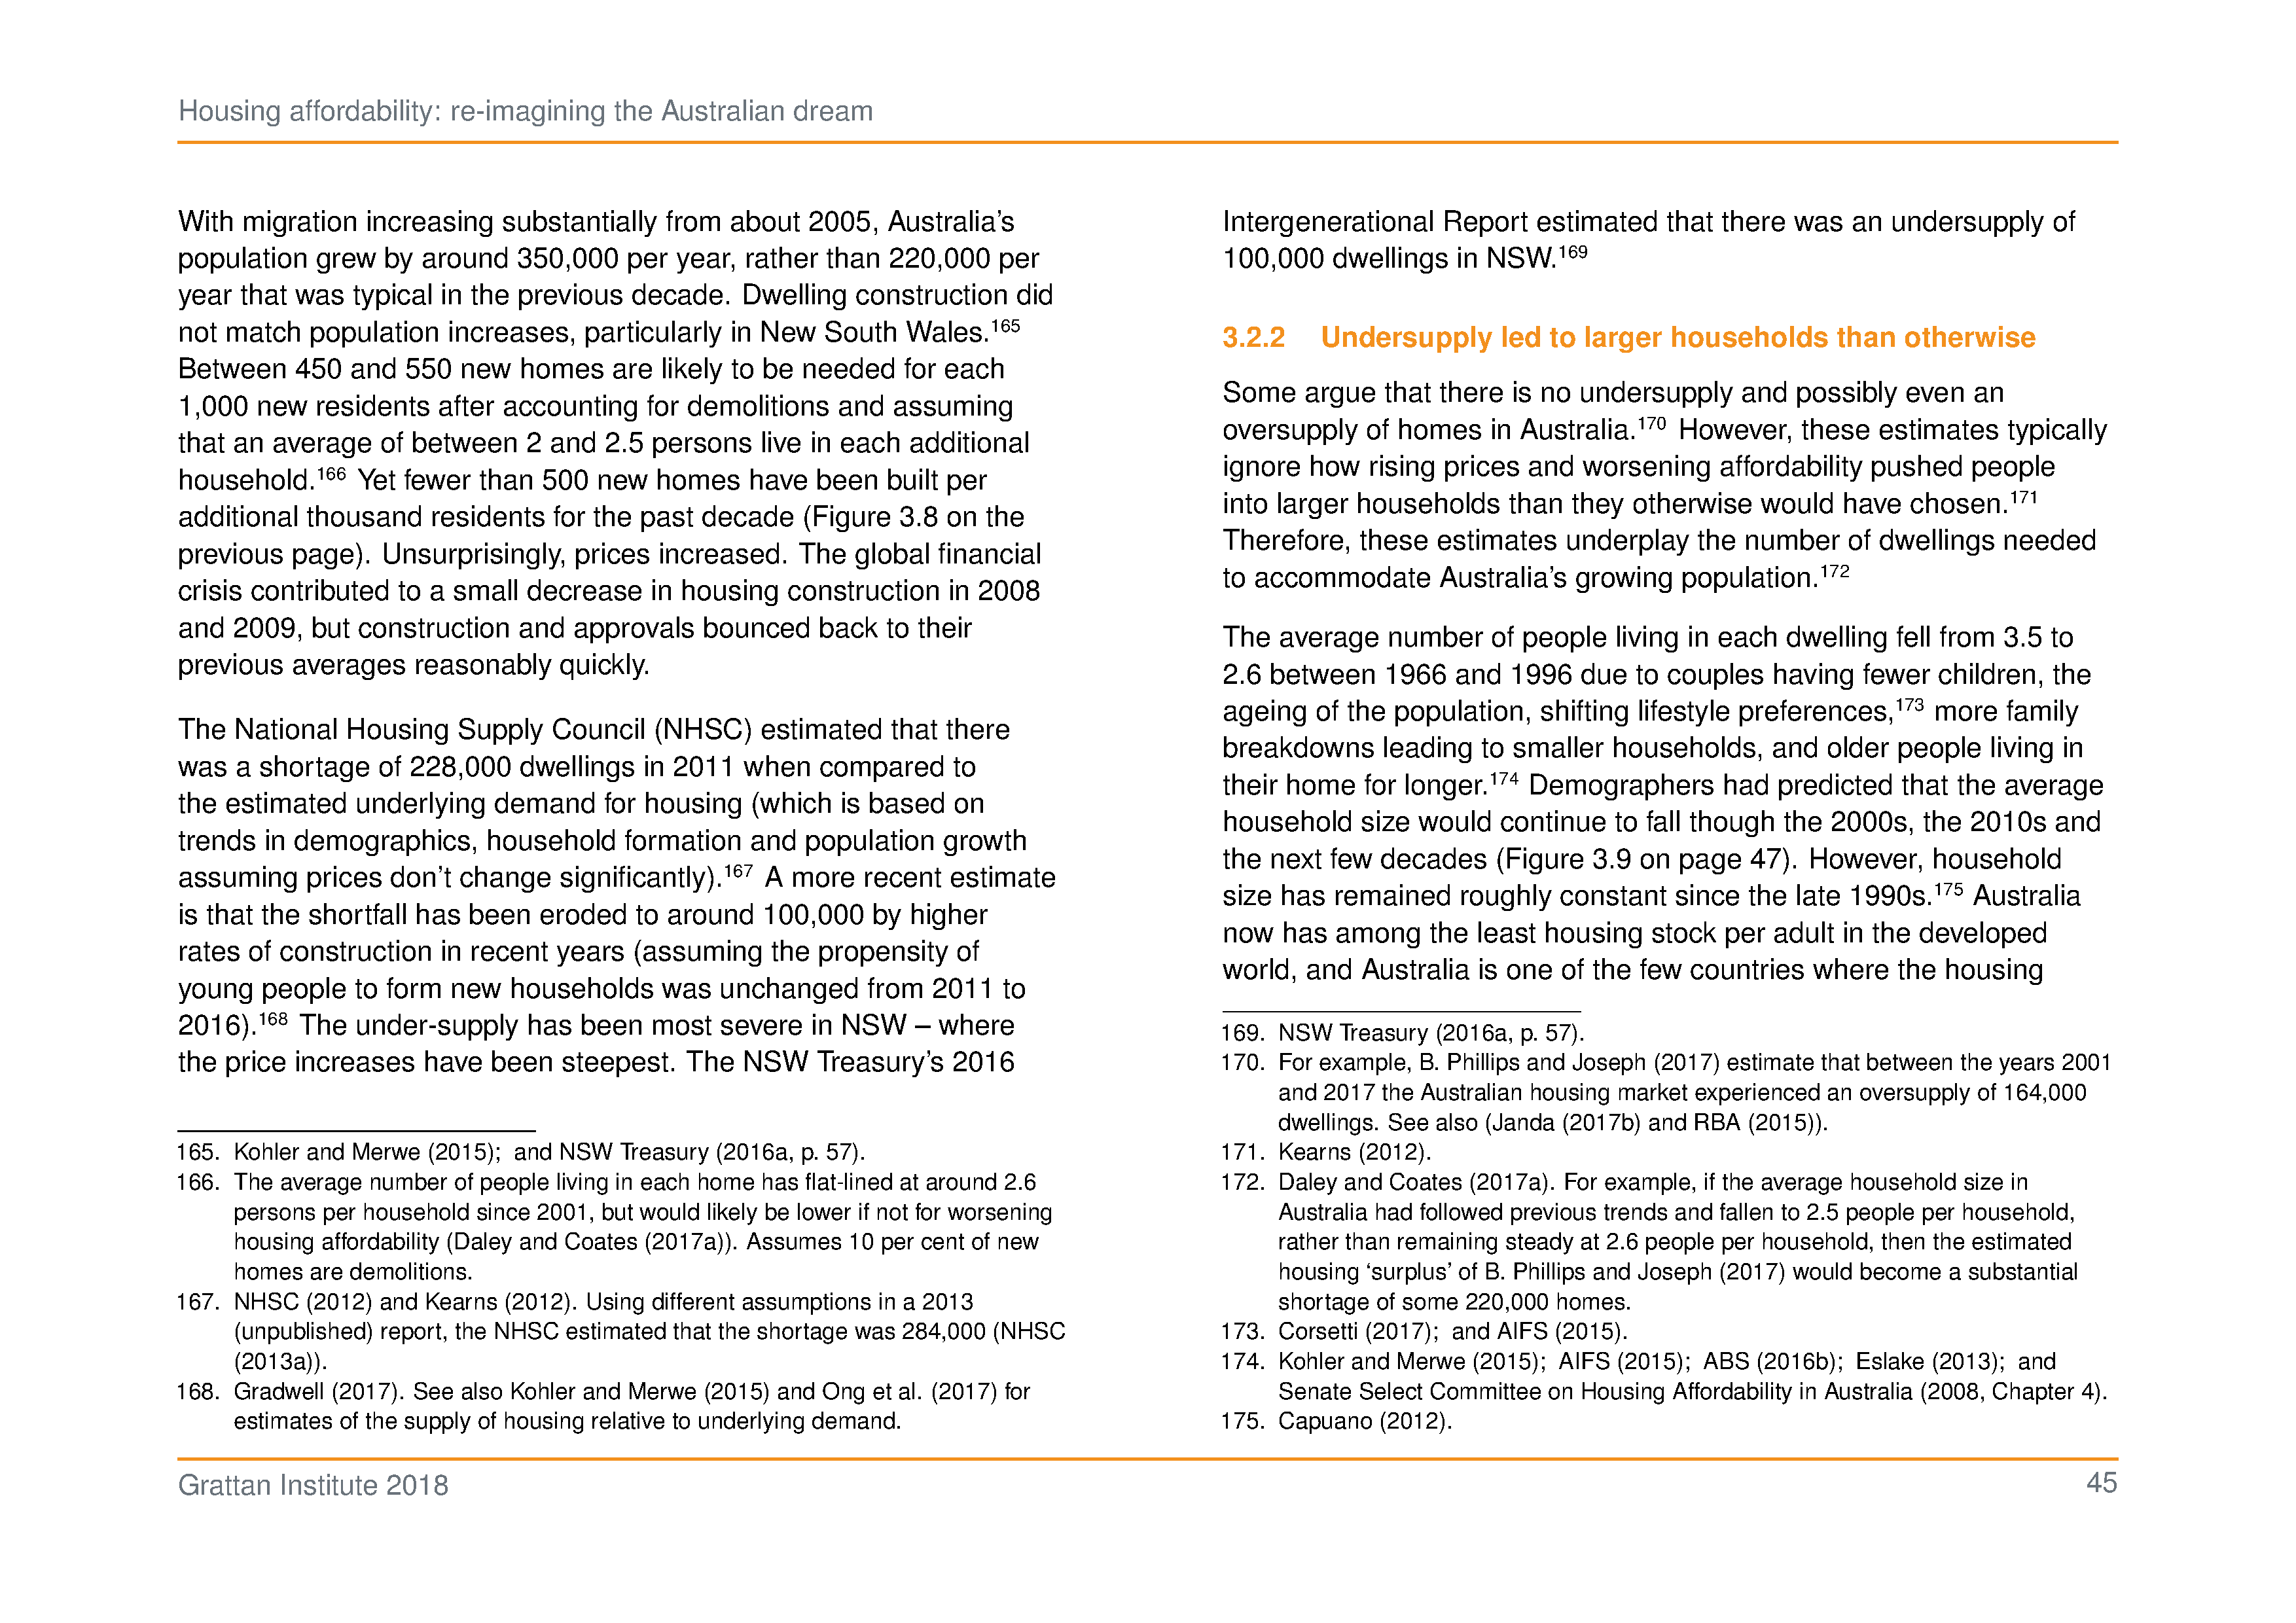 Housing affordability: re-imagining the Australian dream
With migration increasing substantially from about 2005, Australia’s
population grew by around 350,000 per year, rather than 220,000 per
year that was typical in the previous decade. Dwelling construction did
not match population increases, particularly in New South Wales.165
Between 450 and 550 new homes are likely to be needed for each
1,000 new residents after accounting for demolitions and assuming
that an average of between 2 and 2.5 persons live in each additional
household.166 Yet fewer than 500 new homes have been built per
additional thousand residents for the past decade (Figure 3.8 on the
previous page). Unsurprisingly, prices increased. The global financial
crisis contributed to a small decrease in housing construction in 2008
and 2009, but construction and approvals bounced back to their
previous averages reasonably quickly.
The National Housing Supply Council (NHSC) estimated that there
was a shortage of 228,000 dwellings in 2011 when compared to
the estimated underlying demand for housing (which is based on
trends in demographics, household formation and population growth
assuming prices don’t change significantly).167 A more recent estimate
is that the shortfall has been eroded to around 100,000 by higher
rates of construction in recent years (assuming the propensity of
young people to form new households was unchanged from 2011 to
2016).168 The under-supply has been most severe in NSW – where
the price increases have been steepest. The NSW Treasury’s 2016
165. Kohler and Merwe (2015); and NSW Treasury (2016a, p. 57).
166. The average number of people living in each home has flat-lined at around 2.6
persons per household since 2001, but would likely be lower if not for worsening
housing affordability (Daley and Coates (2017a)). Assumes 10 per cent of new
homes are demolitions.
167. NHSC (2012) and Kearns (2012). Using different assumptions in a 2013
(unpublished) report, the NHSC estimated that the shortage was 284,000 (NHSC
(2013a)).
168. Gradwell (2017). See also Kohler and Merwe (2015) and Ong et al. (2017) for
estimates of the supply of housing relative to underlying demand.
Intergenerational Report estimated that there was an undersupply of
100,000 dwellings in NSW.169
3.2.2 Undersupply led to larger households than otherwise
Some argue that there is no undersupply and possibly even an
oversupply of homes in Australia.170 However, these estimates typically
ignore how rising prices and worsening affordability pushed people
into larger households than they otherwise would have chosen.171
Therefore, these estimates underplay the number of dwellings needed
to accommodate Australia’s growing population.172
The average number of people living in each dwelling fell from 3.5 to
2.6 between 1966 and 1996 due to couples having fewer children, the
ageing of the population, shifting lifestyle preferences,173 more family
breakdowns leading to smaller households, and older people living in
their home for longer.174 Demographers had predicted that the average
household size would continue to fall though the 2000s, the 2010s and
the next few decades (Figure 3.9 on page 47). However, household
size has remained roughly constant since the late 1990s.175 Australia
now has among the least housing stock per adult in the developed
world, and Australia is one of the few countries where the housing
169. NSW Treasury (2016a, p. 57).
170. For example, B. Phillips and Joseph (2017) estimate that between the years 2001
and 2017 the Australian housing market experienced an oversupply of 164,000
dwellings. See also (Janda (2017b) and RBA (2015)).
171. Kearns (2012).
172. Daley and Coates (2017a). For example, if the average household size in
Australia had followed previous trends and fallen to 2.5 people per household,
rather than remaining steady at 2.6 people per household, then the estimated
housing ‘surplus’ of B. Phillips and Joseph (2017) would become a substantial
shortage of some 220,000 homes.
173. Corsetti (2017); and AIFS (2015).
174. Kohler and Merwe (2015); AIFS (2015); ABS (2016b); Eslake (2013); and
Senate Select Committee on Housing Affordability in Australia (2008, Chapter 4).
175. Capuano (2012).
Grattan Institute 2018
45